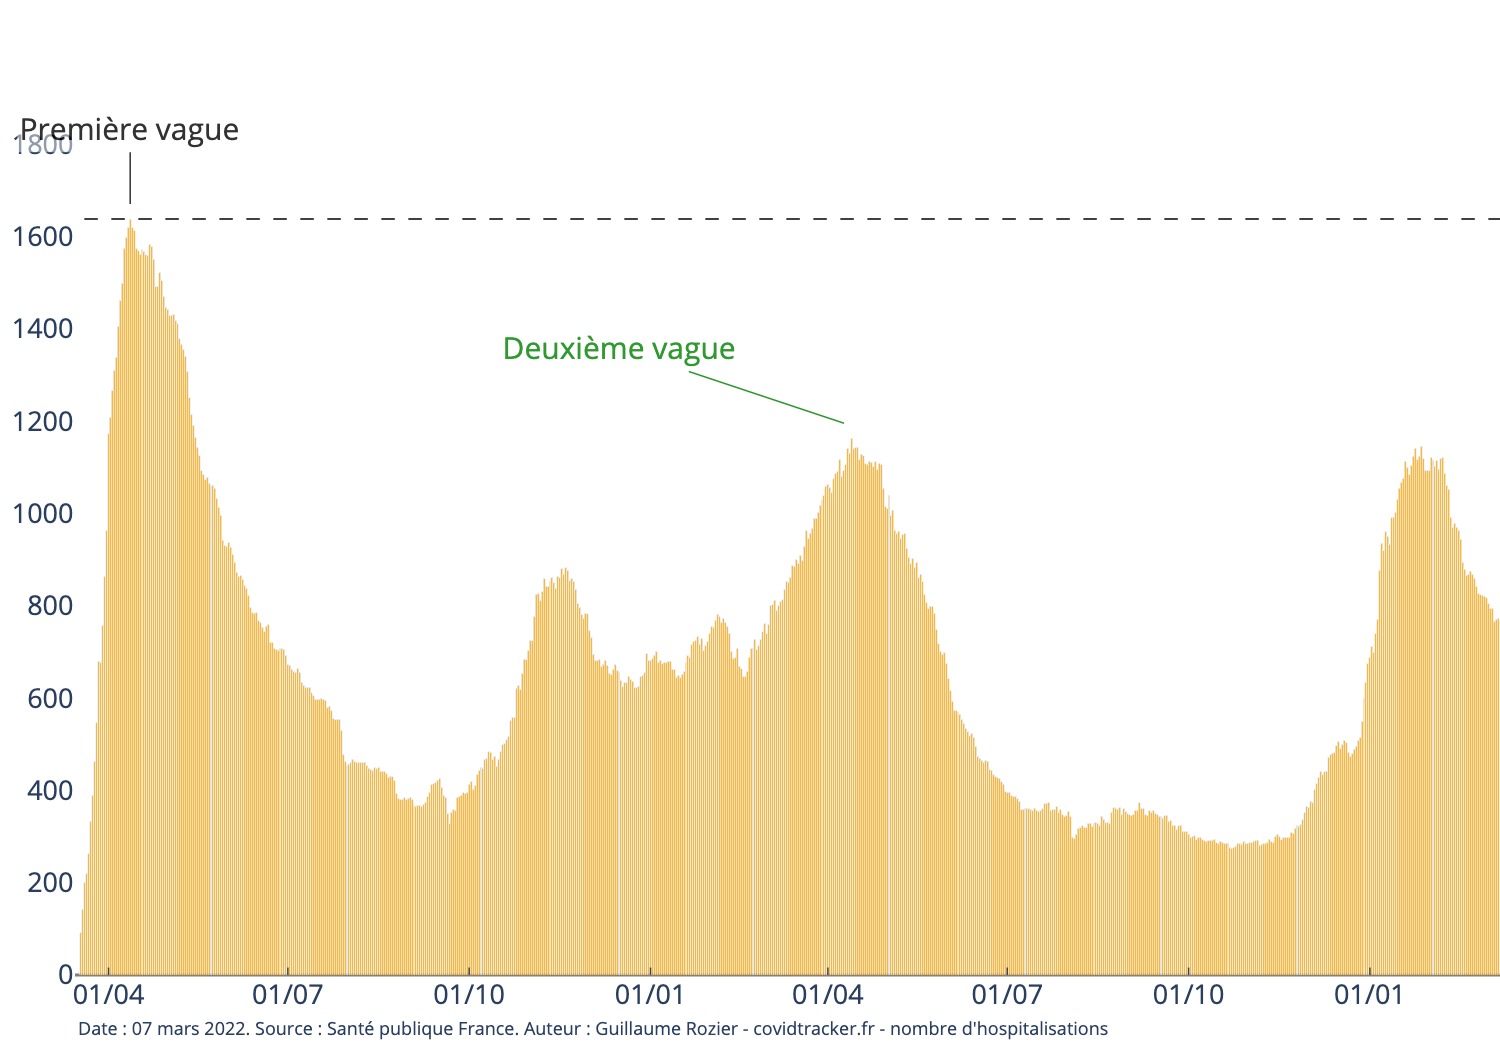 Première vague
1800
1600
1400
Deuxième vague
1200
1000
800
600
400
200
0
01/04 01/07 01/10 01/01 01/04 01/07 01/10 01/01
Date : 07 mars 2022. Source : Santé publique France. Auteur : Guillaume Rozier - covidtracker.fr - nombre d'hospitalisations